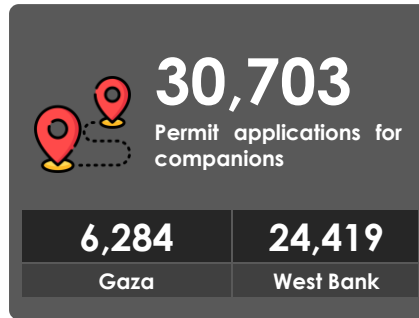 30,703
Permit applications for
companions
6,284 24,419
Gaza West Bank